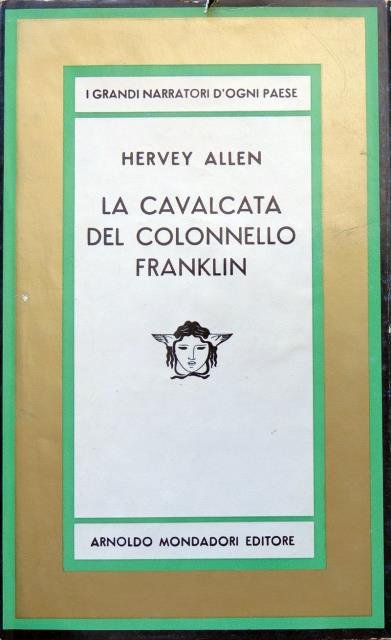 I GRANDI NARRATORI D'OGNI PAESE
HERVEY ALLEN
LA CAVALCATA
DEL COLONNELLO
FRANKLIN
ARNOLDO MONDADORI EDITORE